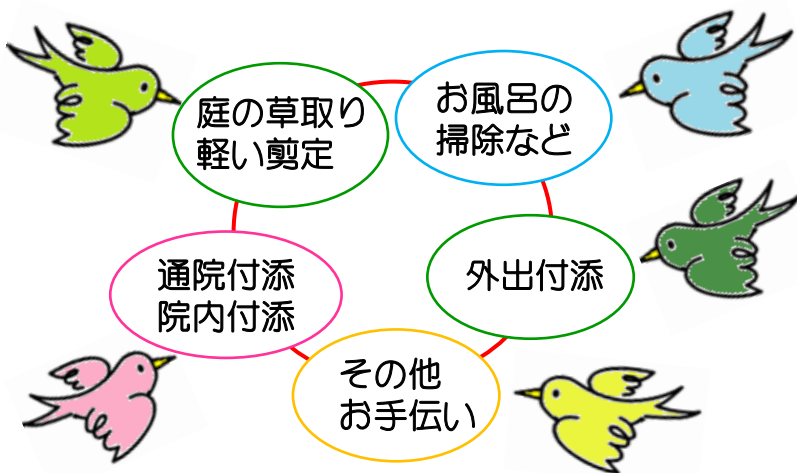 庭の草取り
軽い剪定
お風呂の
掃除など
通院付添
院内付添
外出付添
その他
お手伝い